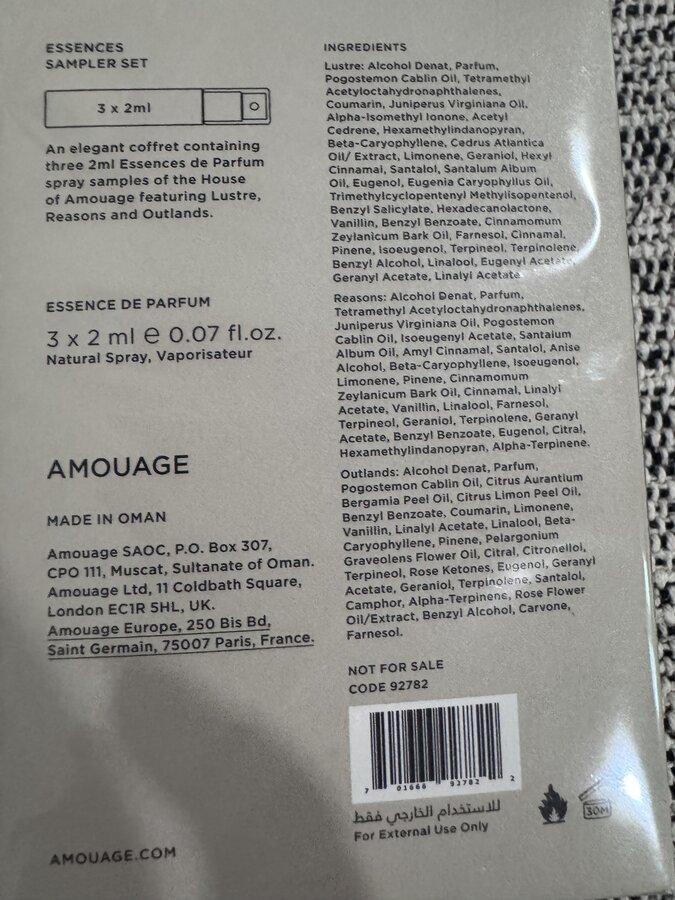 ESSENCES
SAMPLER SET
3 x 2ml
An elegant coffret containing
three 2ml Essences de Parfum
spray samples of the House
of Amouage featuring Lustre,
Reasons and Outlands.
ESSENCE DE PARFUM
3 x 2 ml e 0.07 fl.oz.
Natural Spray, Vaporisateur
AMOUAGE
MADE IN OMAN
Amouage SAOC, P.O. Box 307,
CPO 111, Muscat, Sultanate of Oman.
Amouage Ltd, 11 Coldbath Square,
London EC1R 5HL, UK.
Amouage Europe, 250 Bis Bd,
Saint Germain, 75007 Paris, France.
AMOUAGE.COM
INGREDIENTS
Lustre: Alcohol Denat, Parfum,
Pogostemon Cablin Oil, Tetramethyl
Acetyloctahydronaphthalenes,
Coumarin, Juniperus Virginiana Oil,
Alpha-Isomethyl Ionone, Acetyl
Cedrene, Hexamethylindanopyran,
Beta-Caryophyllene, Cedrus Atlantica
Oil/ Extract, Limonene, Geraniol, Hexyl
Cinnamal, Santalol, Santalum Album
Oil, Eugenol, Eugenia Caryophyllus Oil,
Trimethylcyclopentenyl Methylisopentenol,
Benzyl Salicylate, Hexadecanolactone,
Vanillin, Benzyl Benzoate, Cinnamomum
Zeylanicum Bark Oil, Farnesol, Cinnamal,
Pinene, Isoeugenol, Terpineol, Terpinolene,
Benzyl Alcohol, Linalool, Eugenyl Acetate,
Geranyl Acetate, Linalyl Acetate
Reasons: Alcohol Denat, Parfum,
Tetramethyl Acetyloctahydronaphthalenes,
Juniperus Virginiana Oil, Pogostemon
Cablin Oil, Isoeugenyl Acetate, Santalum
Album Oil, Amyl Cinnamal, Santalol, Anise
Alcohol, Beta-Caryophyllene, Isoeugenol,
Limonene, Pinene, Cinnamomum
Zeylanicum Bark Oil, Cinnamal, Linalyl
Acetate, Vanillin, Linalool, Farnesol,
Terpineol, Geraniol, Terpinolene, Geranyl
Acetate, Benzyl Benzoate, Eugenol, Citral,
Hexamethylindanopyran, Alpha-Terpinene.
Outlands: Alcohol Denat, Parfum,
Pogostemon Cablin Oil, Citrus Aurantium
Bergamia Peel Oil, Citrus Limon Peel Oil,
Benzyl Benzoate, Coumarin, Limonene,
Vanillin, Linalyl Acetate, Linalool, Beta-
Caryophyllene, Pinene, Pelargonium
Graveolens Flower Oil, Citral, Citronellol,
Terpineol, Rose Ketones, Eugenol, Geranyl
Acetate, Geraniol, Terpinolene, Santalol,
Camphor, Alpha-Terpinene, Rose Flower
Oil/Extract, Benzyl Alcohol, Carvone,
Farnesol.
NOT FOR SALE
CODE 92782
7 01666 92782 2
للاستخدام الخارجي فقط
For External Use Only
30M